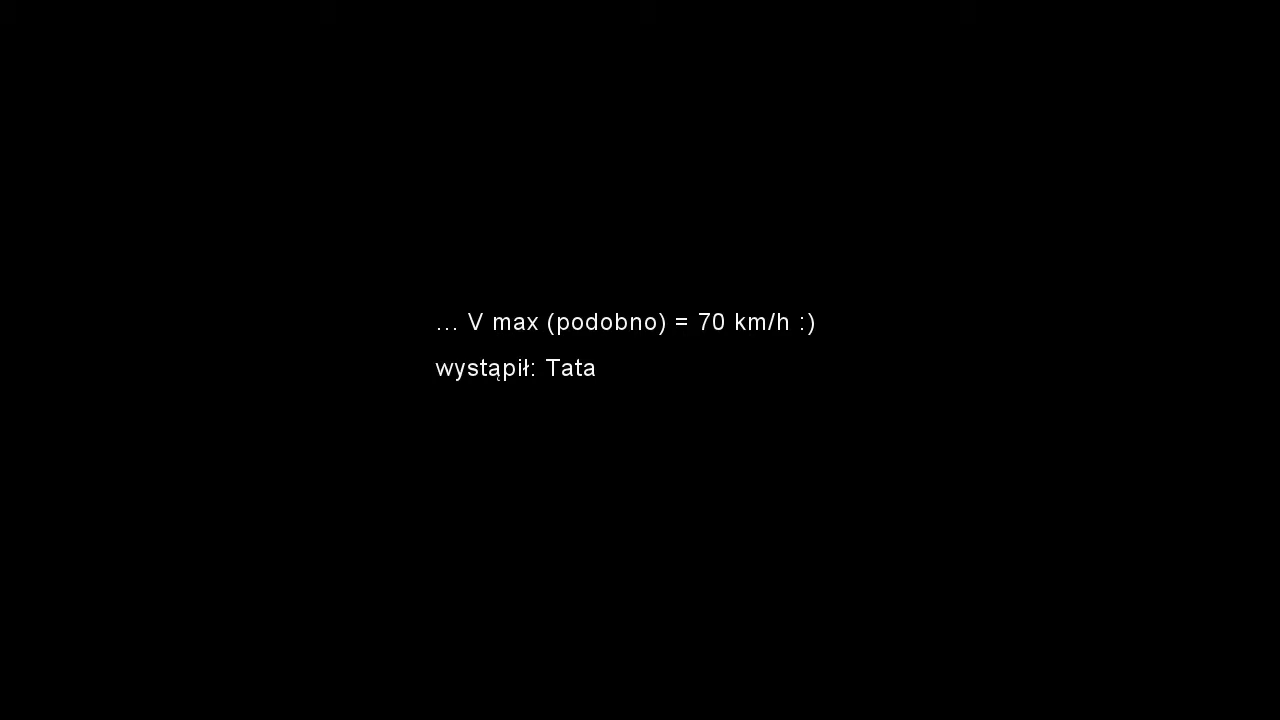 ... V max (podobno) = 70 km/h :)
wystąpił: Tata